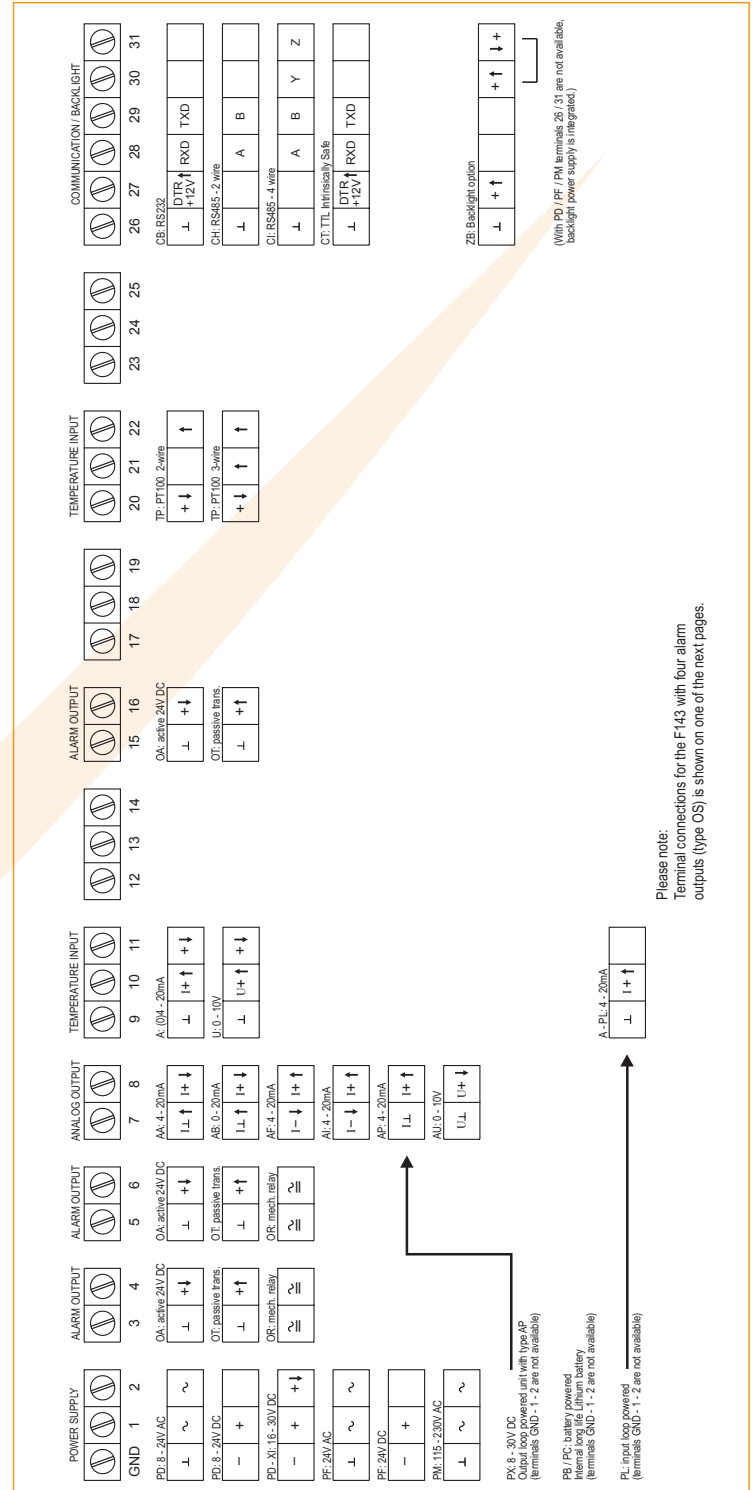 POWER SUPPLY
GND 1 2
PD: 8 - 24V AC
⊥ ~ ~
PD: 8 - 24V DC
− +
PD - XI: 16 - 30V DC
− + +↓
PF: 24V AC
⊥ ~ ~
PF: 24V DC
− +
PM: 115 - 230V AC
⊥ ~ ~
PX: 8 - 30V DC
Output loop powered unit with type AP
(terminals GND - 1 - 2 are not available)
PB / PC: battery powered
Internal long life Lithium battery
(terminals GND - 1 - 2 are not available)
PL: input loop powered
(terminals GND - 1 - 2 are not available)
ALARM OUTPUT
3 4
OA: active 24V DC
⊥ +↓
OT: passive trans.
⊥ +↑
OR: mech. relay
≂ ≂
ALARM OUTPUT
5 6
OA: active 24V DC
⊥ +↓
OT: passive trans.
⊥ +↑
OR: mech. relay
≂ ≂
ANALOG OUTPUT
7 8
AA: 4 - 20mA
I⊥↑ I+↓
AB: 0 - 20mA
I⊥↑ I+↓
AF: 4 - 20mA
I−↓ I+↑
AI: 4 - 20mA
I−↓ I+↑
AP: 4 - 20mA
I⊥ I+↑
AU: 0 - 10V
U⊥ U+↓
TEMPERATURE INPUT
9 10 11
A: (0)4 - 20mA
⊥ I+↑ +↓
U: 0 - 10V
⊥ U+↑ +↓
A - PL: 4 - 20mA
⊥ I+↑
12 13 14
ALARM OUTPUT
15 16
OA: active 24V DC
⊥ +↓
OT: passive trans.
⊥ +↑
17 18 19
TEMPERATURE INPUT
20 21 22
TP: PT100 2-wire
+↓ ↑
TP: PT100 3-wire
+↓ ↑ ↑
23 24 25
COMMUNICATION / BACKLIGHT
26 27 28 29 30 31
CB: RS232
⊥ DTR +12V↑ RXD TXD
CH: RS485 - 2 wire
⊥ A B
CI: RS485 - 4 wire
⊥ A B Y Z
CT: TTL Intrinsically Safe
⊥ DTR +12V↑ RXD TXD
ZB: Backlight option
⊥ +↑ +↑ ↓+
(With PD / PF / PM terminals 26 / 31 are not available,
backlight power supply is integrated.)
Please note:
Terminal connections for the F143 with four alarm
outputs (type OS) is shown on one of the next pages.